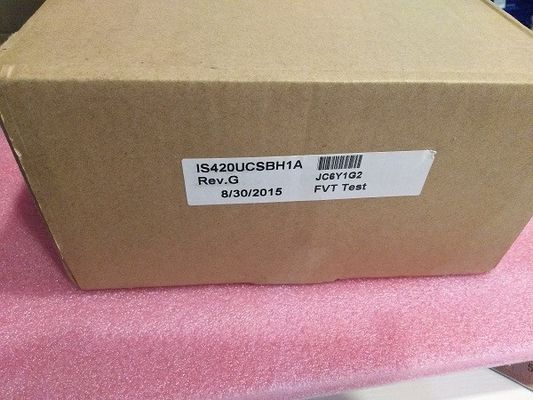 IS420UCSBH1A
Rev.G
8/30/2015
JC6Y1G2
FVT Test